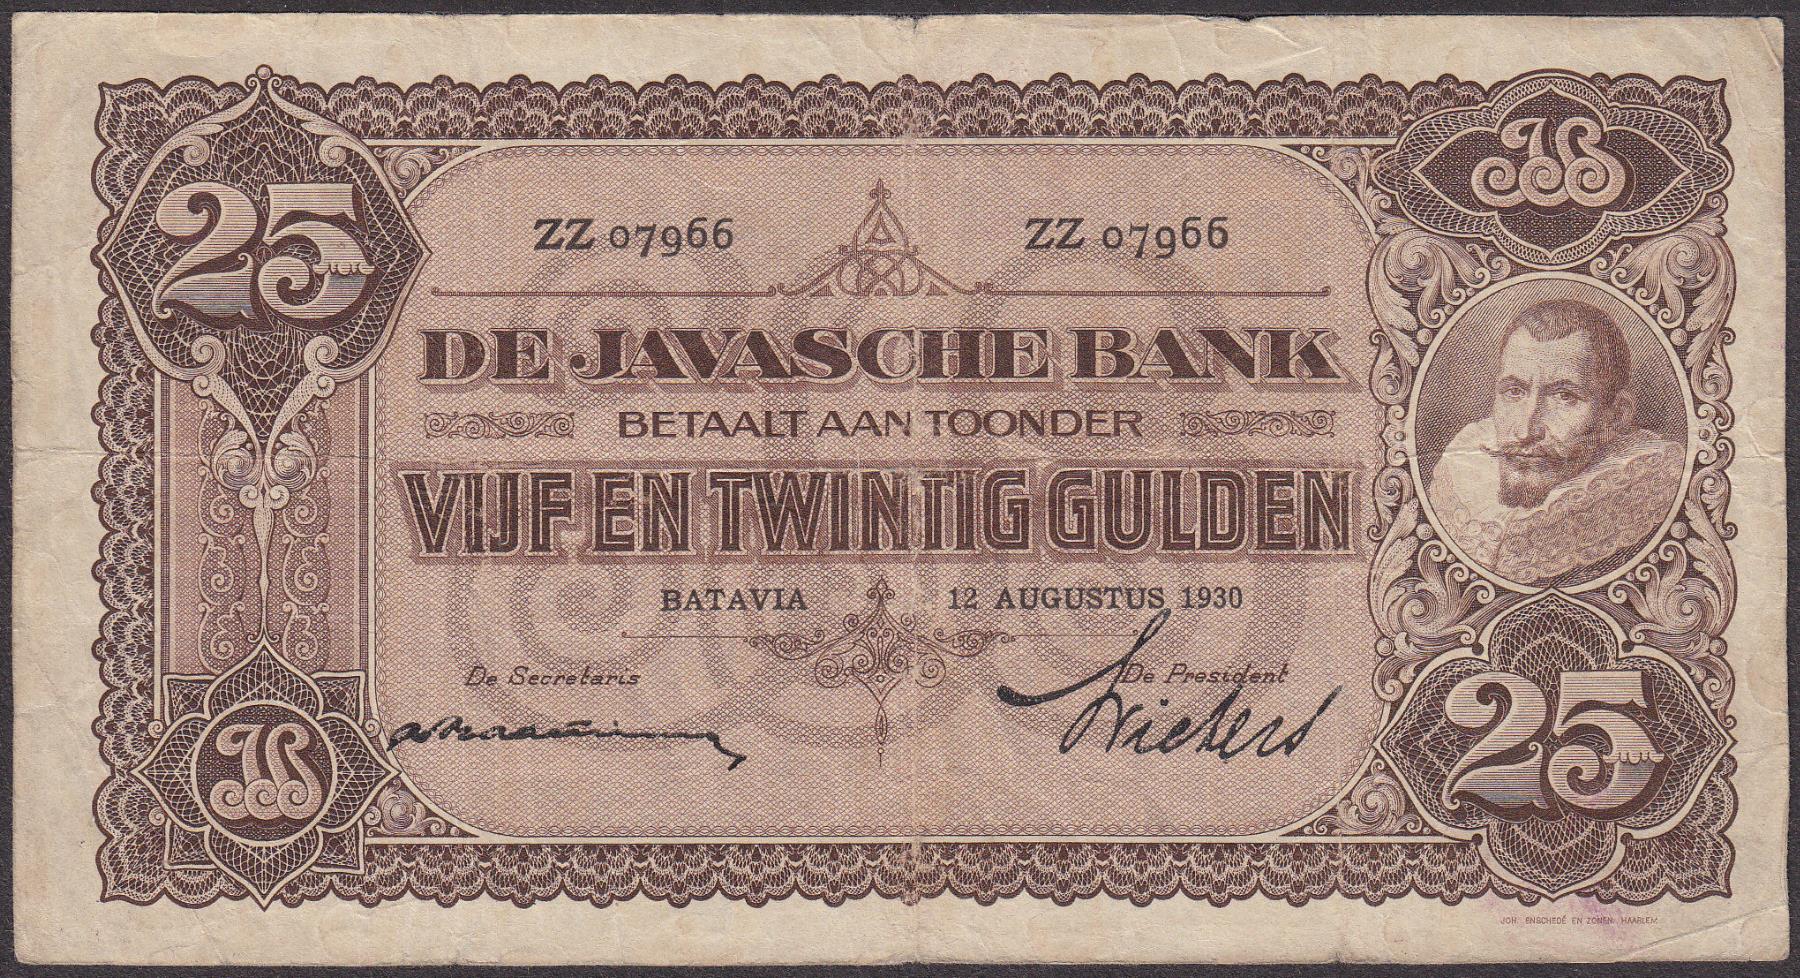 25
JB
ZZ 07966 ZZ 07966
DE JAVASCHE BANK
BETAALT AAN TOONDER
VIJF EN TWINTIG GULDEN
BATAVIA 12 AUGUSTUS 1930
De Secretaris De President
JB
25
JOH. ENSCHEDÉ EN ZONEN. HAARLEM